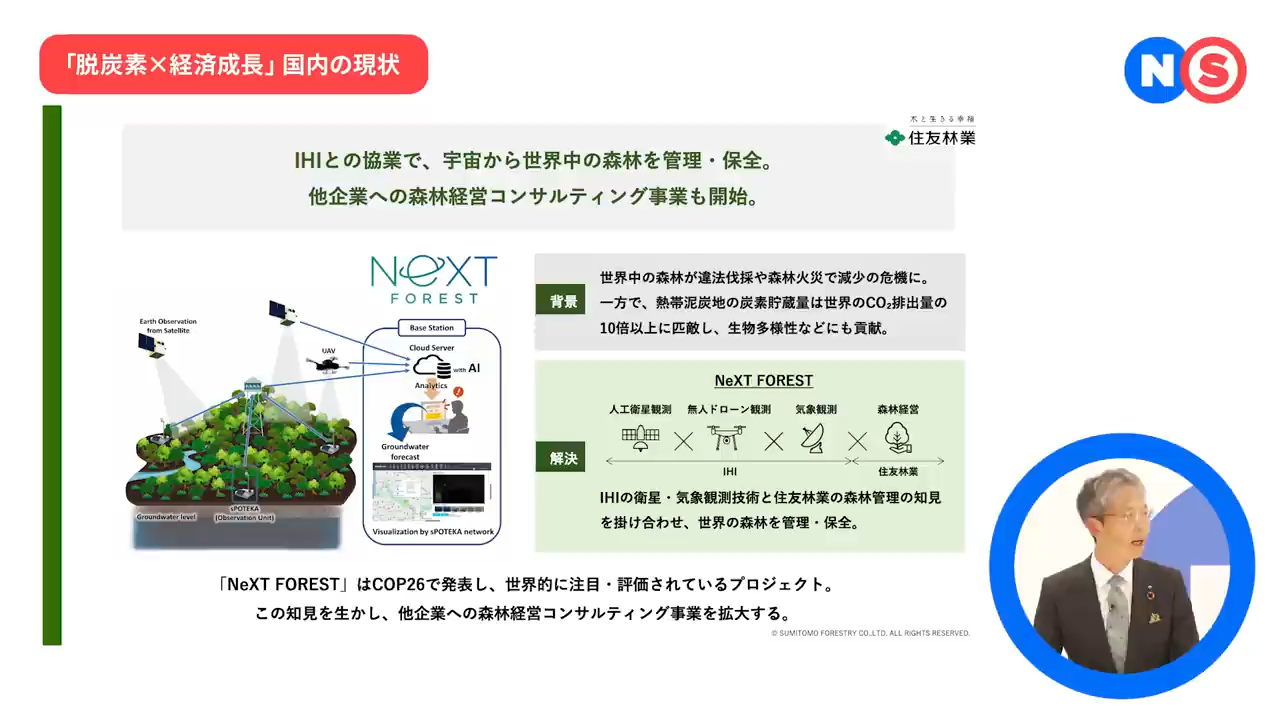 「脱炭素×経済成長」国内の現状
NS
木と生きる幸福
住友林業
IHIとの協業で、宇宙から世界中の森林を管理・保全。
他企業への森林経営コンサルティング事業も開始。
NeXT
FOREST
Earth Observation
from Satellite
UAV
Base Station
Cloud Server
with AI
Analytics
Groundwater
forecast
Groundwater level
sPOTEKA
(Observation Unit)
Visualization by sPOTEKA network
背景
世界中の森林が違法伐採や森林火災で減少の危機に。
一方で、熱帯泥炭地の炭素貯蔵量は世界のCO₂排出量の
10倍以上に匹敵し、生物多様性などにも貢献。
解決
NeXT FOREST
人工衛星観測 無人ドローン観測 気象観測 森林経営
IHI 住友林業
IHIの衛星・気象観測技術と住友林業の森林管理の知見
を掛け合わせ、世界の森林を管理・保全。
「NeXT FOREST」はCOP26で発表し、世界的に注目・評価されているプロジェクト。
この知見を生かし、他企業への森林経営コンサルティング事業を拡大する。
© SUMITOMO FORESTRY CO.,LTD. ALL RIGHTS RESERVED.